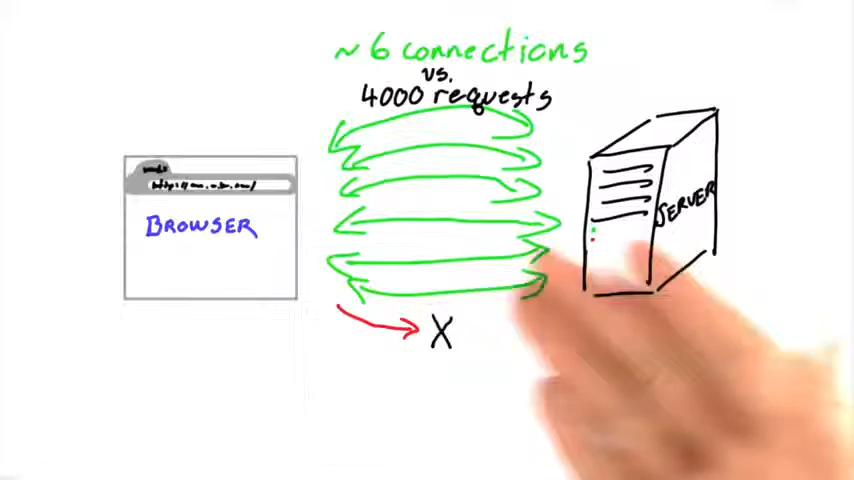 ~ 6 connections
vs.
4000 requests
BROWSER
SERVER
X